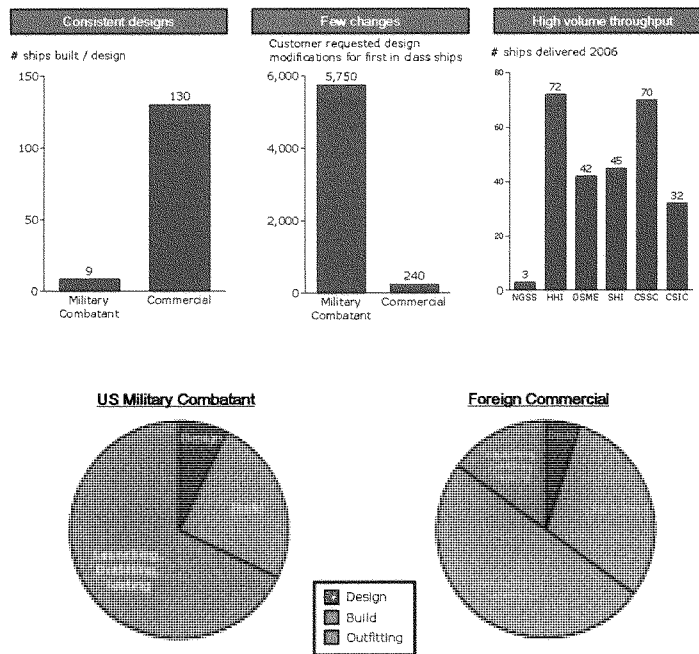 Consistent designs
# ships built / design
150
100
50
0
9
130
Military
Combatant
Commercial
Few changes
Customer requested design
modifications for first in class ships
6,000
4,000
2,000
0
5,750
240
Military
Combatant
Commercial
High volume throughput
# ships delivered 2006
80
60
40
20
0
3
72
42
45
70
32
NGSS
HHI
DSME
SHI
CSSC
CSIC
US Military Combatant
Foreign Commercial
Design
Build
Outfitting